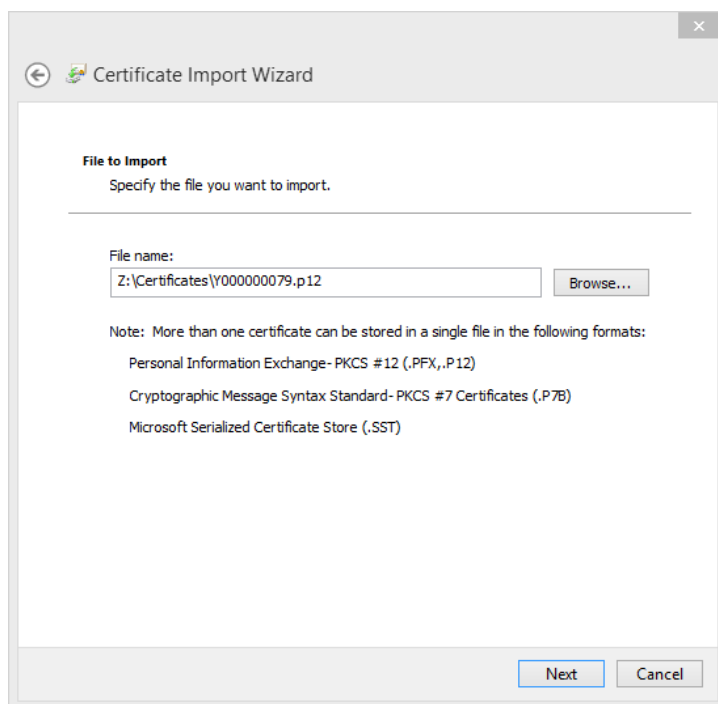 Certificate Import Wizard
File to Import
Specify the file you want to import.
File name:
Z:\Certificates\Y000000079.p12
Browse...
Note: More than one certificate can be stored in a single file in the following formats:
Personal Information Exchange- PKCS #12 (.PFX,.P12)
Cryptographic Message Syntax Standard- PKCS #7 Certificates (.P7B)
Microsoft Serialized Certificate Store (.SST)
Next Cancel